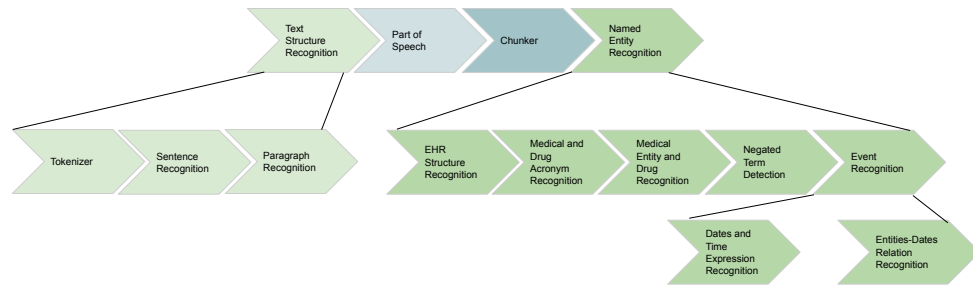 Text
Structure
Recognition
Part of
Speech
Chunker
Named
Entity
Recognition
Tokenizer
Sentence
Recognition
Paragraph
Recognition
EHR
Structure
Recognition
Medical and
Drug
Acronym
Recognition
Medical
Entity and
Drug
Recognition
Negated
Term
Detection
Event
Recognition
Dates and
Time
Expression
Recognition
Entities-Dates
Relation
Recognition